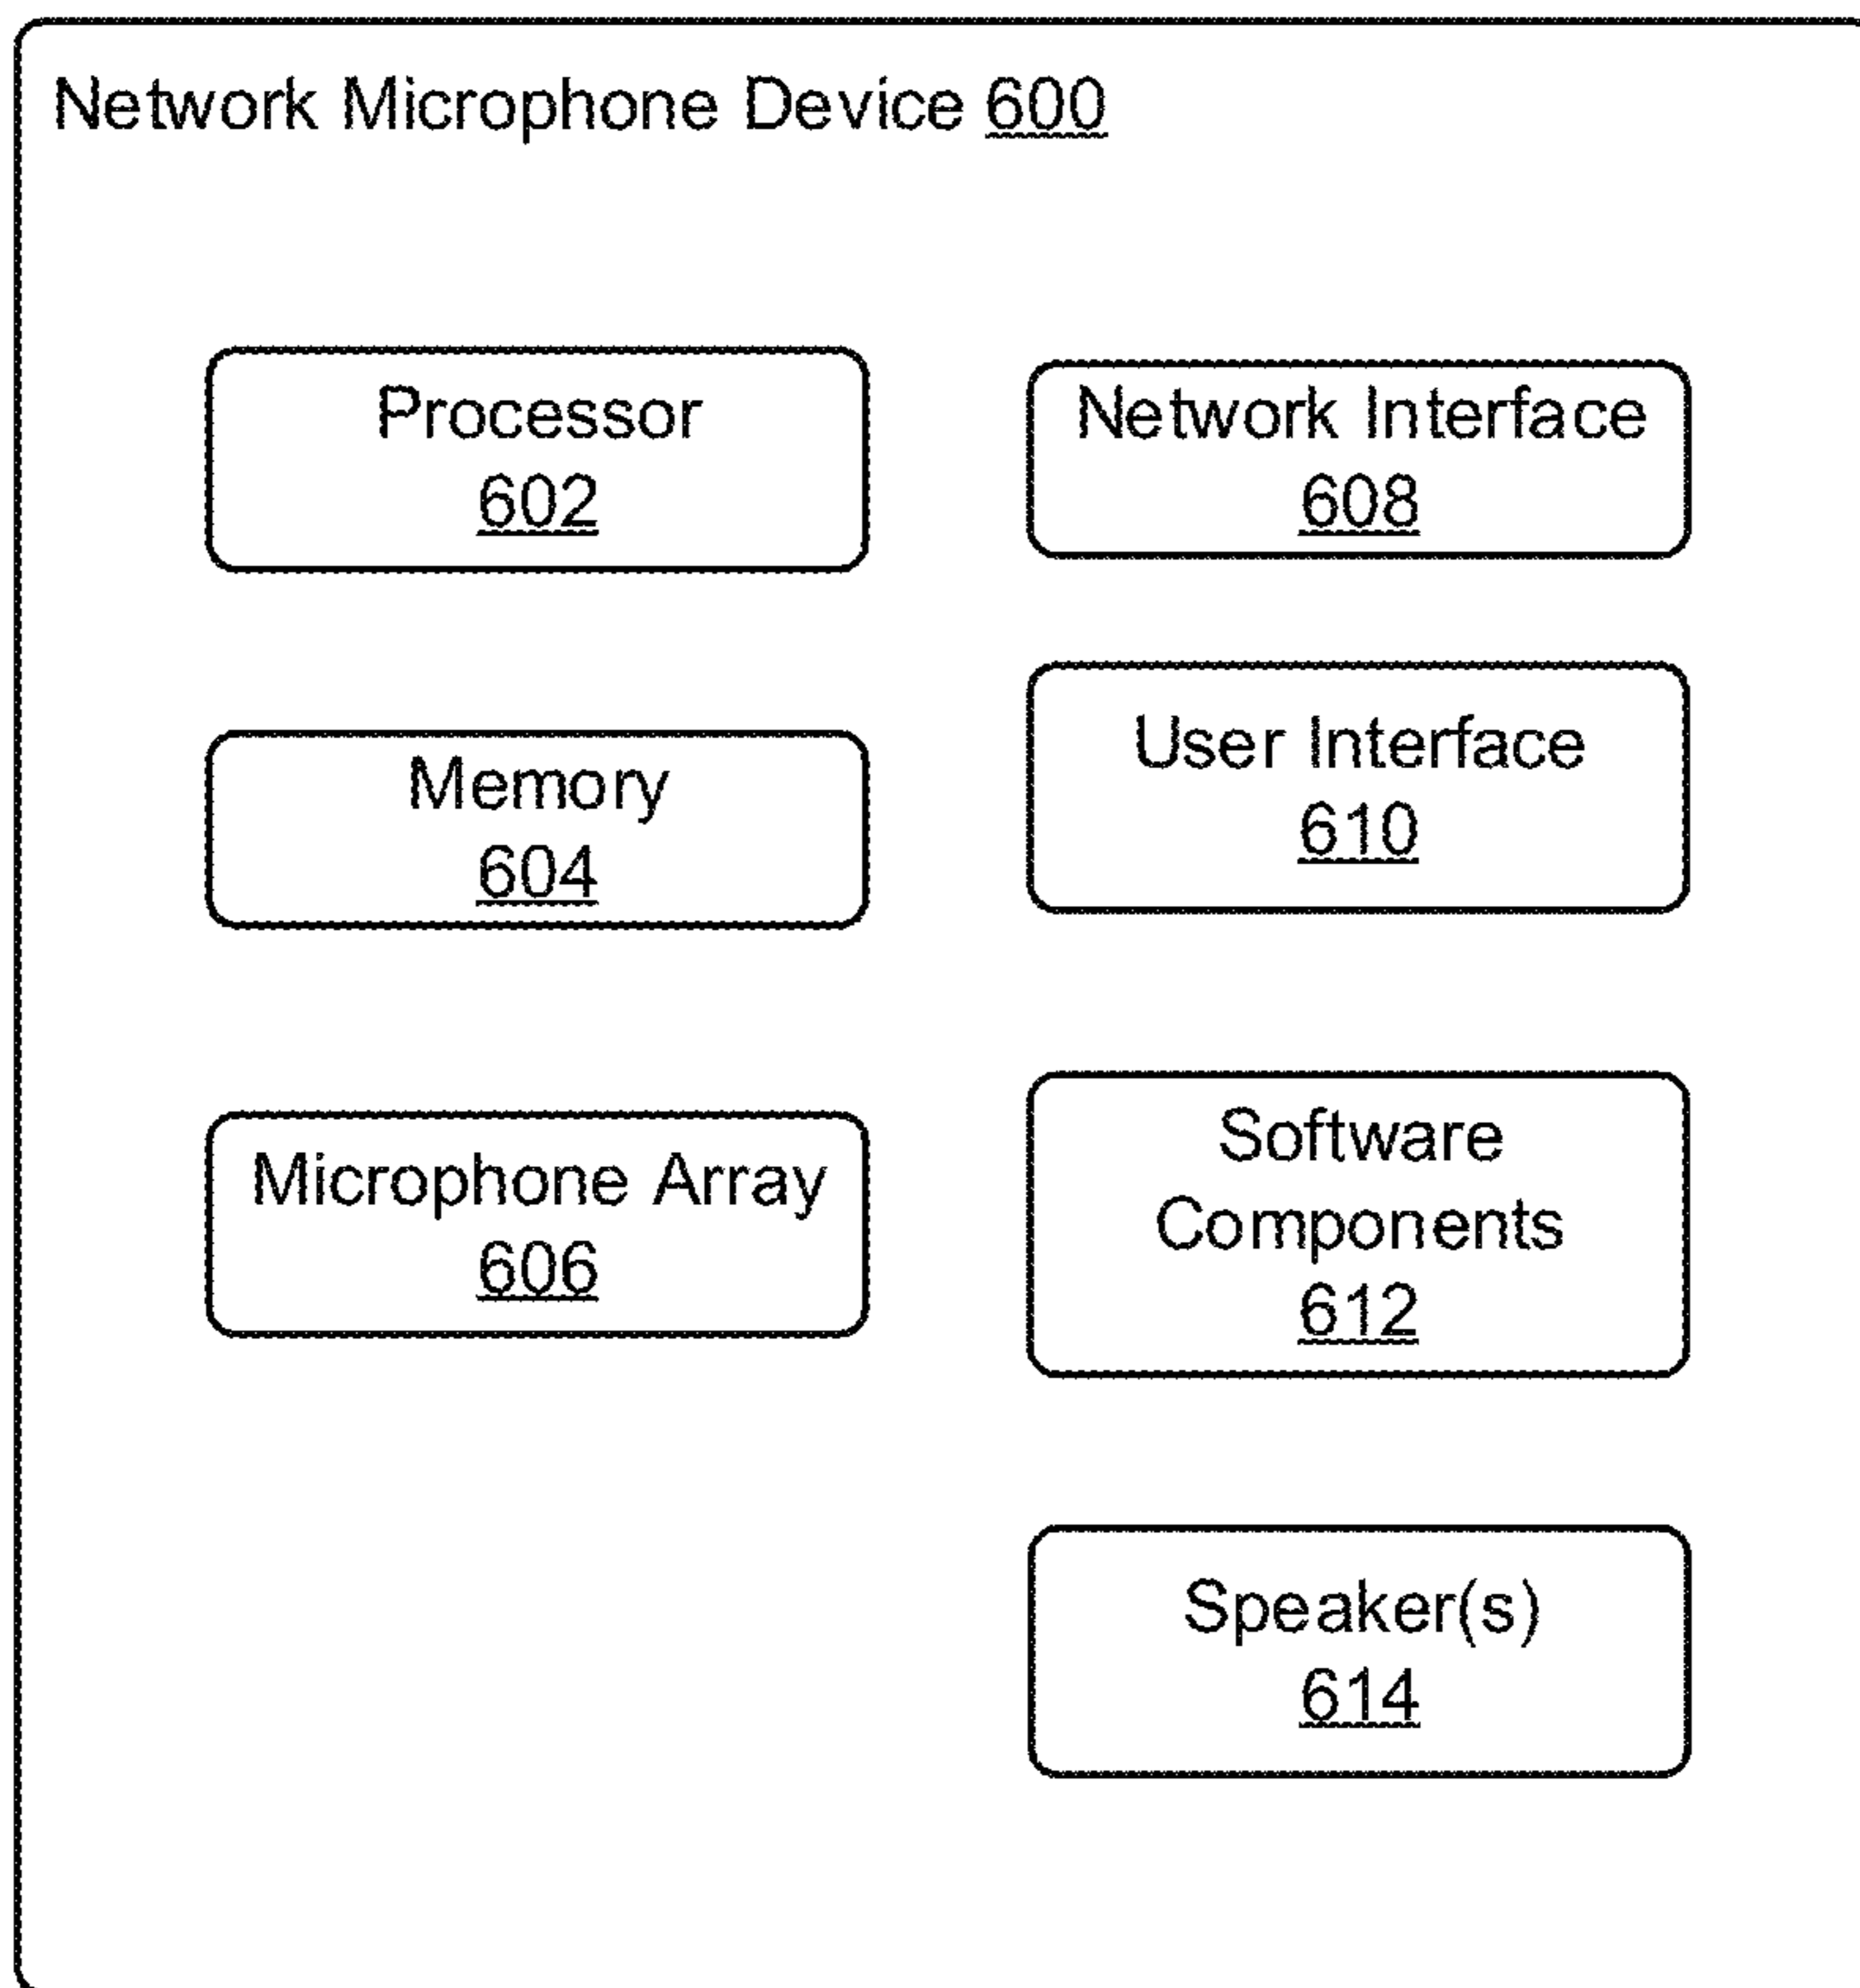 Network Microphone Device 600
Processor
602
Memory
604
Microphone Array
606
Network Interface
608
User Interface
610
Software
Components
612
Speaker(s)
614